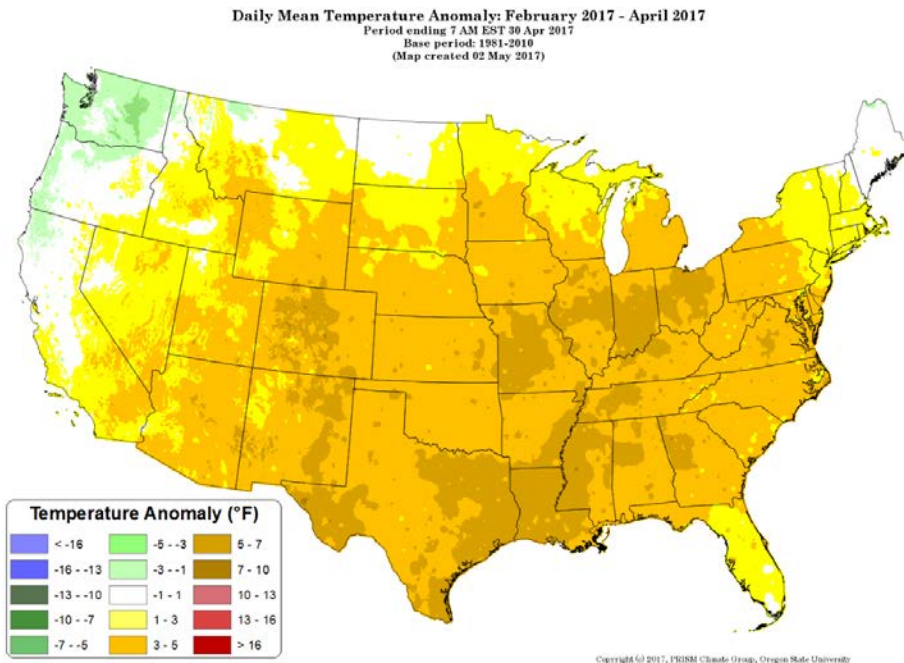 Daily Mean Temperature Anomaly: February 2017 - April 2017
Period ending 7 AM EST 30 Apr 2017
Base period: 1981-2010
(Map created 02 May 2017)
Temperature Anomaly (°F)
< -16
-16 - -13
-13 - -10
-10 - -7
-7 - -5
-5 - -3
-3 - -1
-1 - 1
1 - 3
3 - 5
5 - 7
7 - 10
10 - 13
13 - 16
> 16
Copyright (c) 2017, PRISM Climate Group, Oregon State University